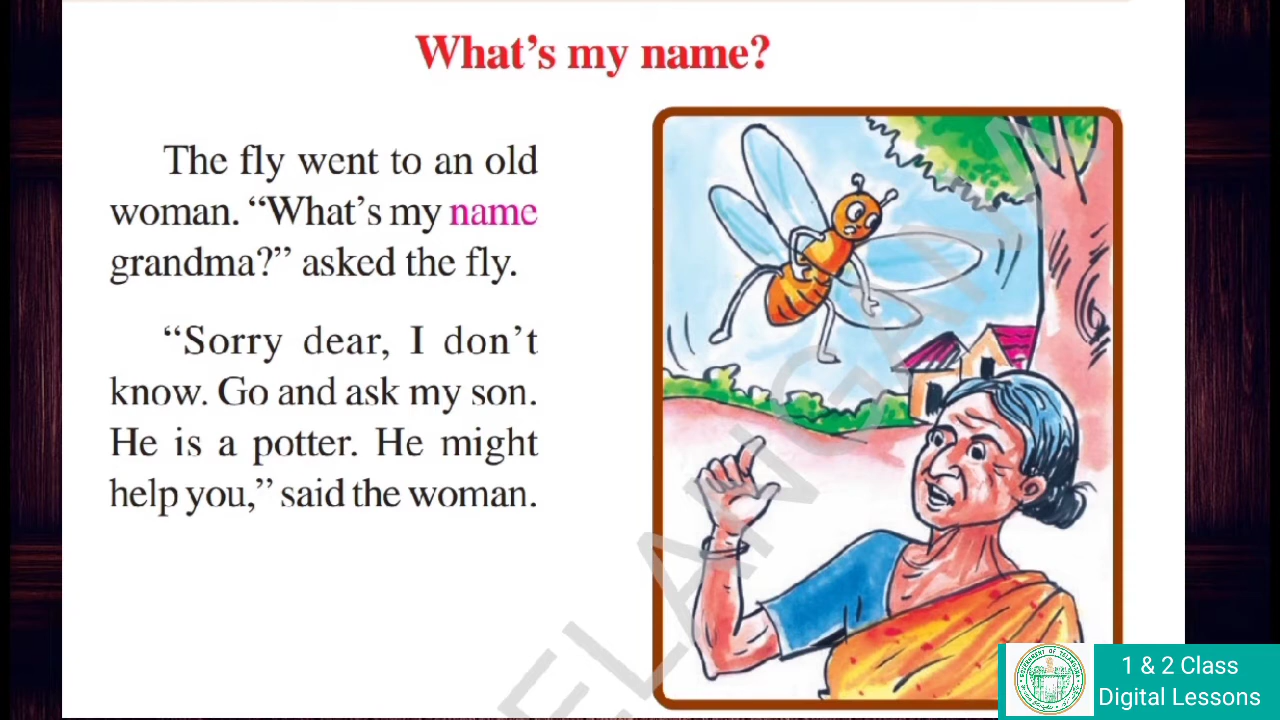 What's my name?
The fly went to an old
woman. “What’s my name
grandma?” asked the fly.
“Sorry dear, I don’t
know. Go and ask my son.
He is a potter. He might
help you,” said the woman.
1 & 2 Class
Digital Lessons